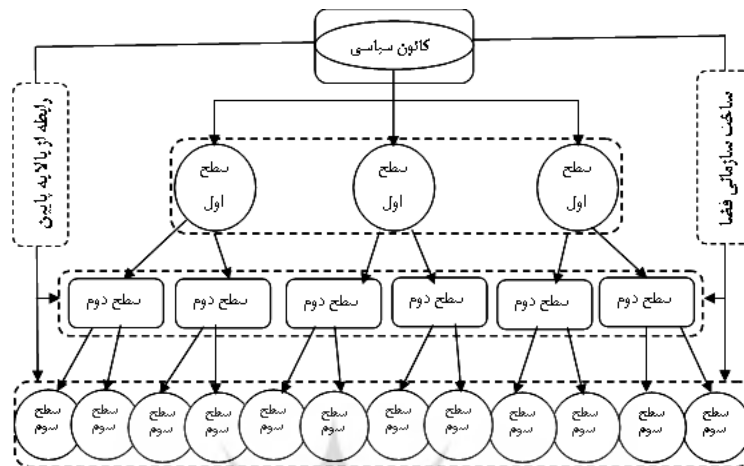 کانون سیاسی
ساخت سازمانی فضا
رابطه از بالا به پایین
سطح
اول
سطح
اول
سطح
اول
سطح دوم
سطح دوم
سطح دوم
سطح دوم
سطح دوم
سطح دوم
سطح
سوم
سطح
سوم
سطح
سوم
سطح
سوم
سطح
سوم
سطح
سوم
سطح
سوم
سطح
سوم
سطح
سوم
سطح
سوم
سطح
سوم
سطح
سوم